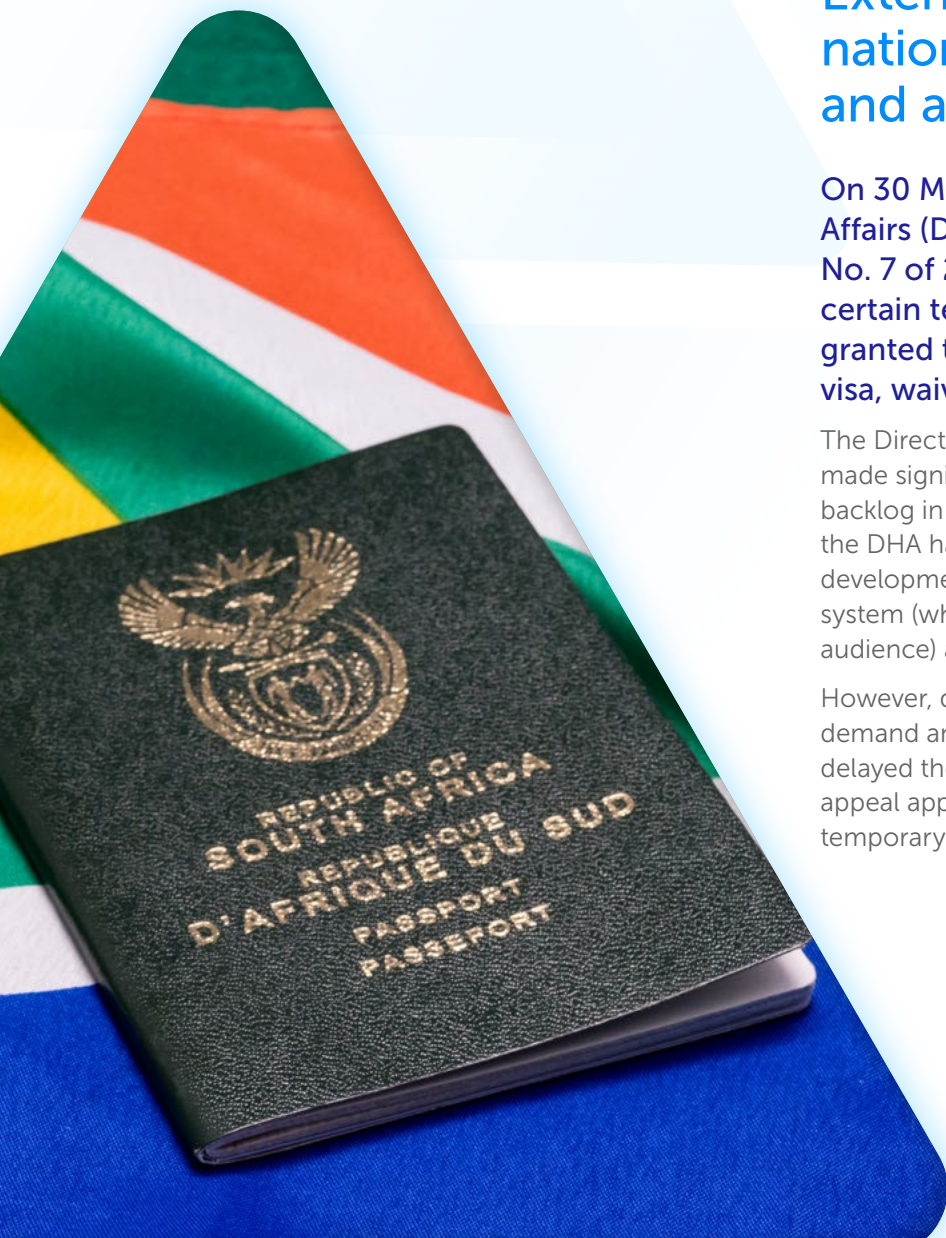 nation
and a
On 30 M
Affairs (D
No. 7 of 2
certain te
granted t
visa, waiv
The Direct
made signi
backlog in
the DHA ha
developme
system (wh
audience) a
However, d
demand an
delayed the
appeal app
temporary
REPUBLIC OF
SOUTH AFRICA
REPUBLIQUE
D'AFRIQUE DU SUD
PASSPORT
PASSEPORT